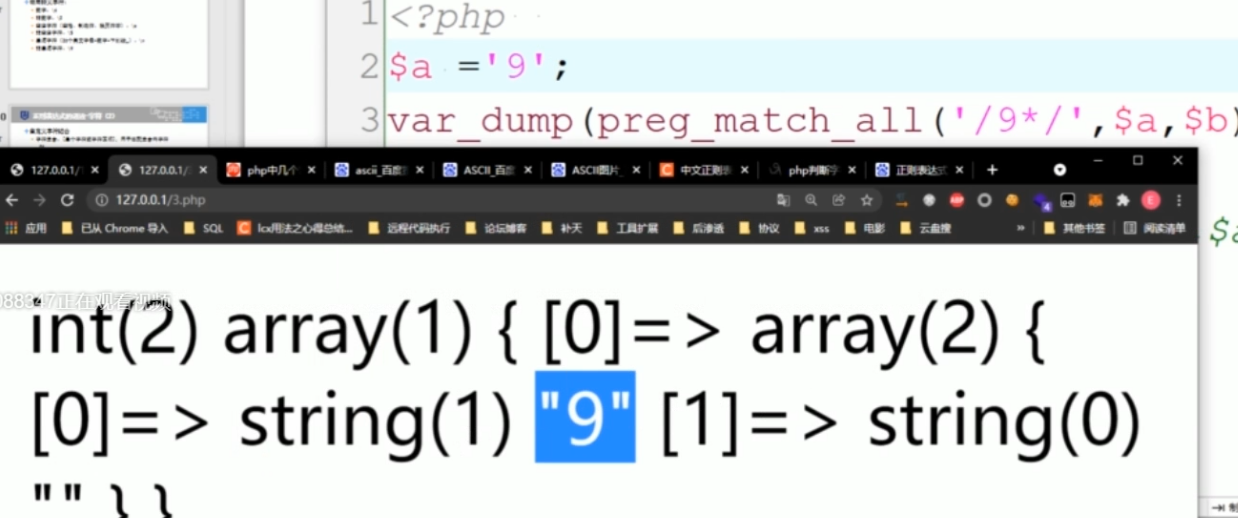 1 <?php
2 $a ='9';
3 var_dump(preg_match_all('/9*/',$a,$b)
127.0.0.1/ 127.0.0.1/ php中几个 ascii_百度 ASCII_百度 ASCII图片_ 中文正则 php判断字 正则表达式
127.0.0.1/3.php
应用 已从 Chrome 导入 SQL lcx用法之心得总结... 远程代码执行 论坛博客 补天 工具扩展 后渗透 协议 xss 电影 云盘搜 » 其他书签 阅读清单
$a
088347正在观看视频
int(2) array(1) { [0]=> array(2) {
[0]=> string(1) "9" [1]=> string(0)
"" } }